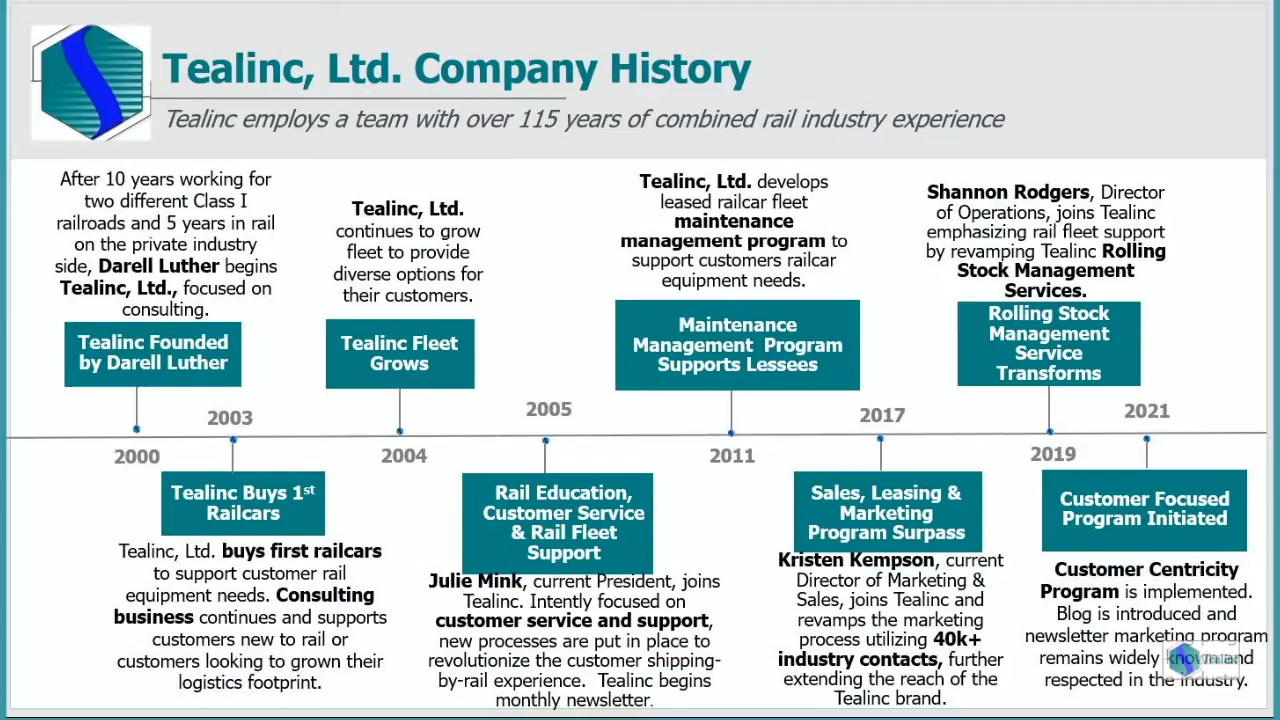 Tealinc, Ltd. Company History
Tealinc employs a team with over 115 years of combined rail industry experience
After 10 years working for
two different Class I
railroads and 5 years in rail
on the private industry
side, Darell Luther begins
Tealinc, Ltd., focused on
consulting.
Tealinc Founded
by Darell Luther
2000
2003
Tealinc Buys 1st
Railcars
Tealinc, Ltd. buys first railcars
to support customer rail
equipment needs. Consulting
business continues and supports
customers new to rail or
customers looking to grown their
logistics footprint.
Tealinc, Ltd.
continues to grow
fleet to provide
diverse options for
their customers.
Tealinc Fleet
Grows
2004
2005
Rail Education,
Customer Service
& Rail Fleet
Support
Julie Mink, current President, joins
Tealinc. Intently focused on
customer service and support,
new processes are put in place to
revolutionize the customer shipping-
by-rail experience. Tealinc begins
monthly newsletter.
Tealinc, Ltd. develops
leased railcar fleet
maintenance
management program to
support customers railcar
equipment needs.
Maintenance
Management Program
Supports Lessees
2011
2017
Sales, Leasing &
Marketing
Program Surpass
Kristen Kempson, current
Director of Marketing &
Sales, joins Tealinc and
revamps the marketing
process utilizing 40k+
industry contacts, further
extending the reach of the
Tealinc brand.
Shannon Rodgers, Director
of Operations, joins Tealinc
emphasizing rail fleet support
by revamping Tealinc Rolling
Stock Management
Services.
Rolling Stock
Management
Service
Transforms
2019
2021
Customer Focused
Program Initiated
Customer Centricity
Program is implemented.
Blog is introduced and
newsletter marketing program
remains widely known and
respected in the industry.
Tealinc